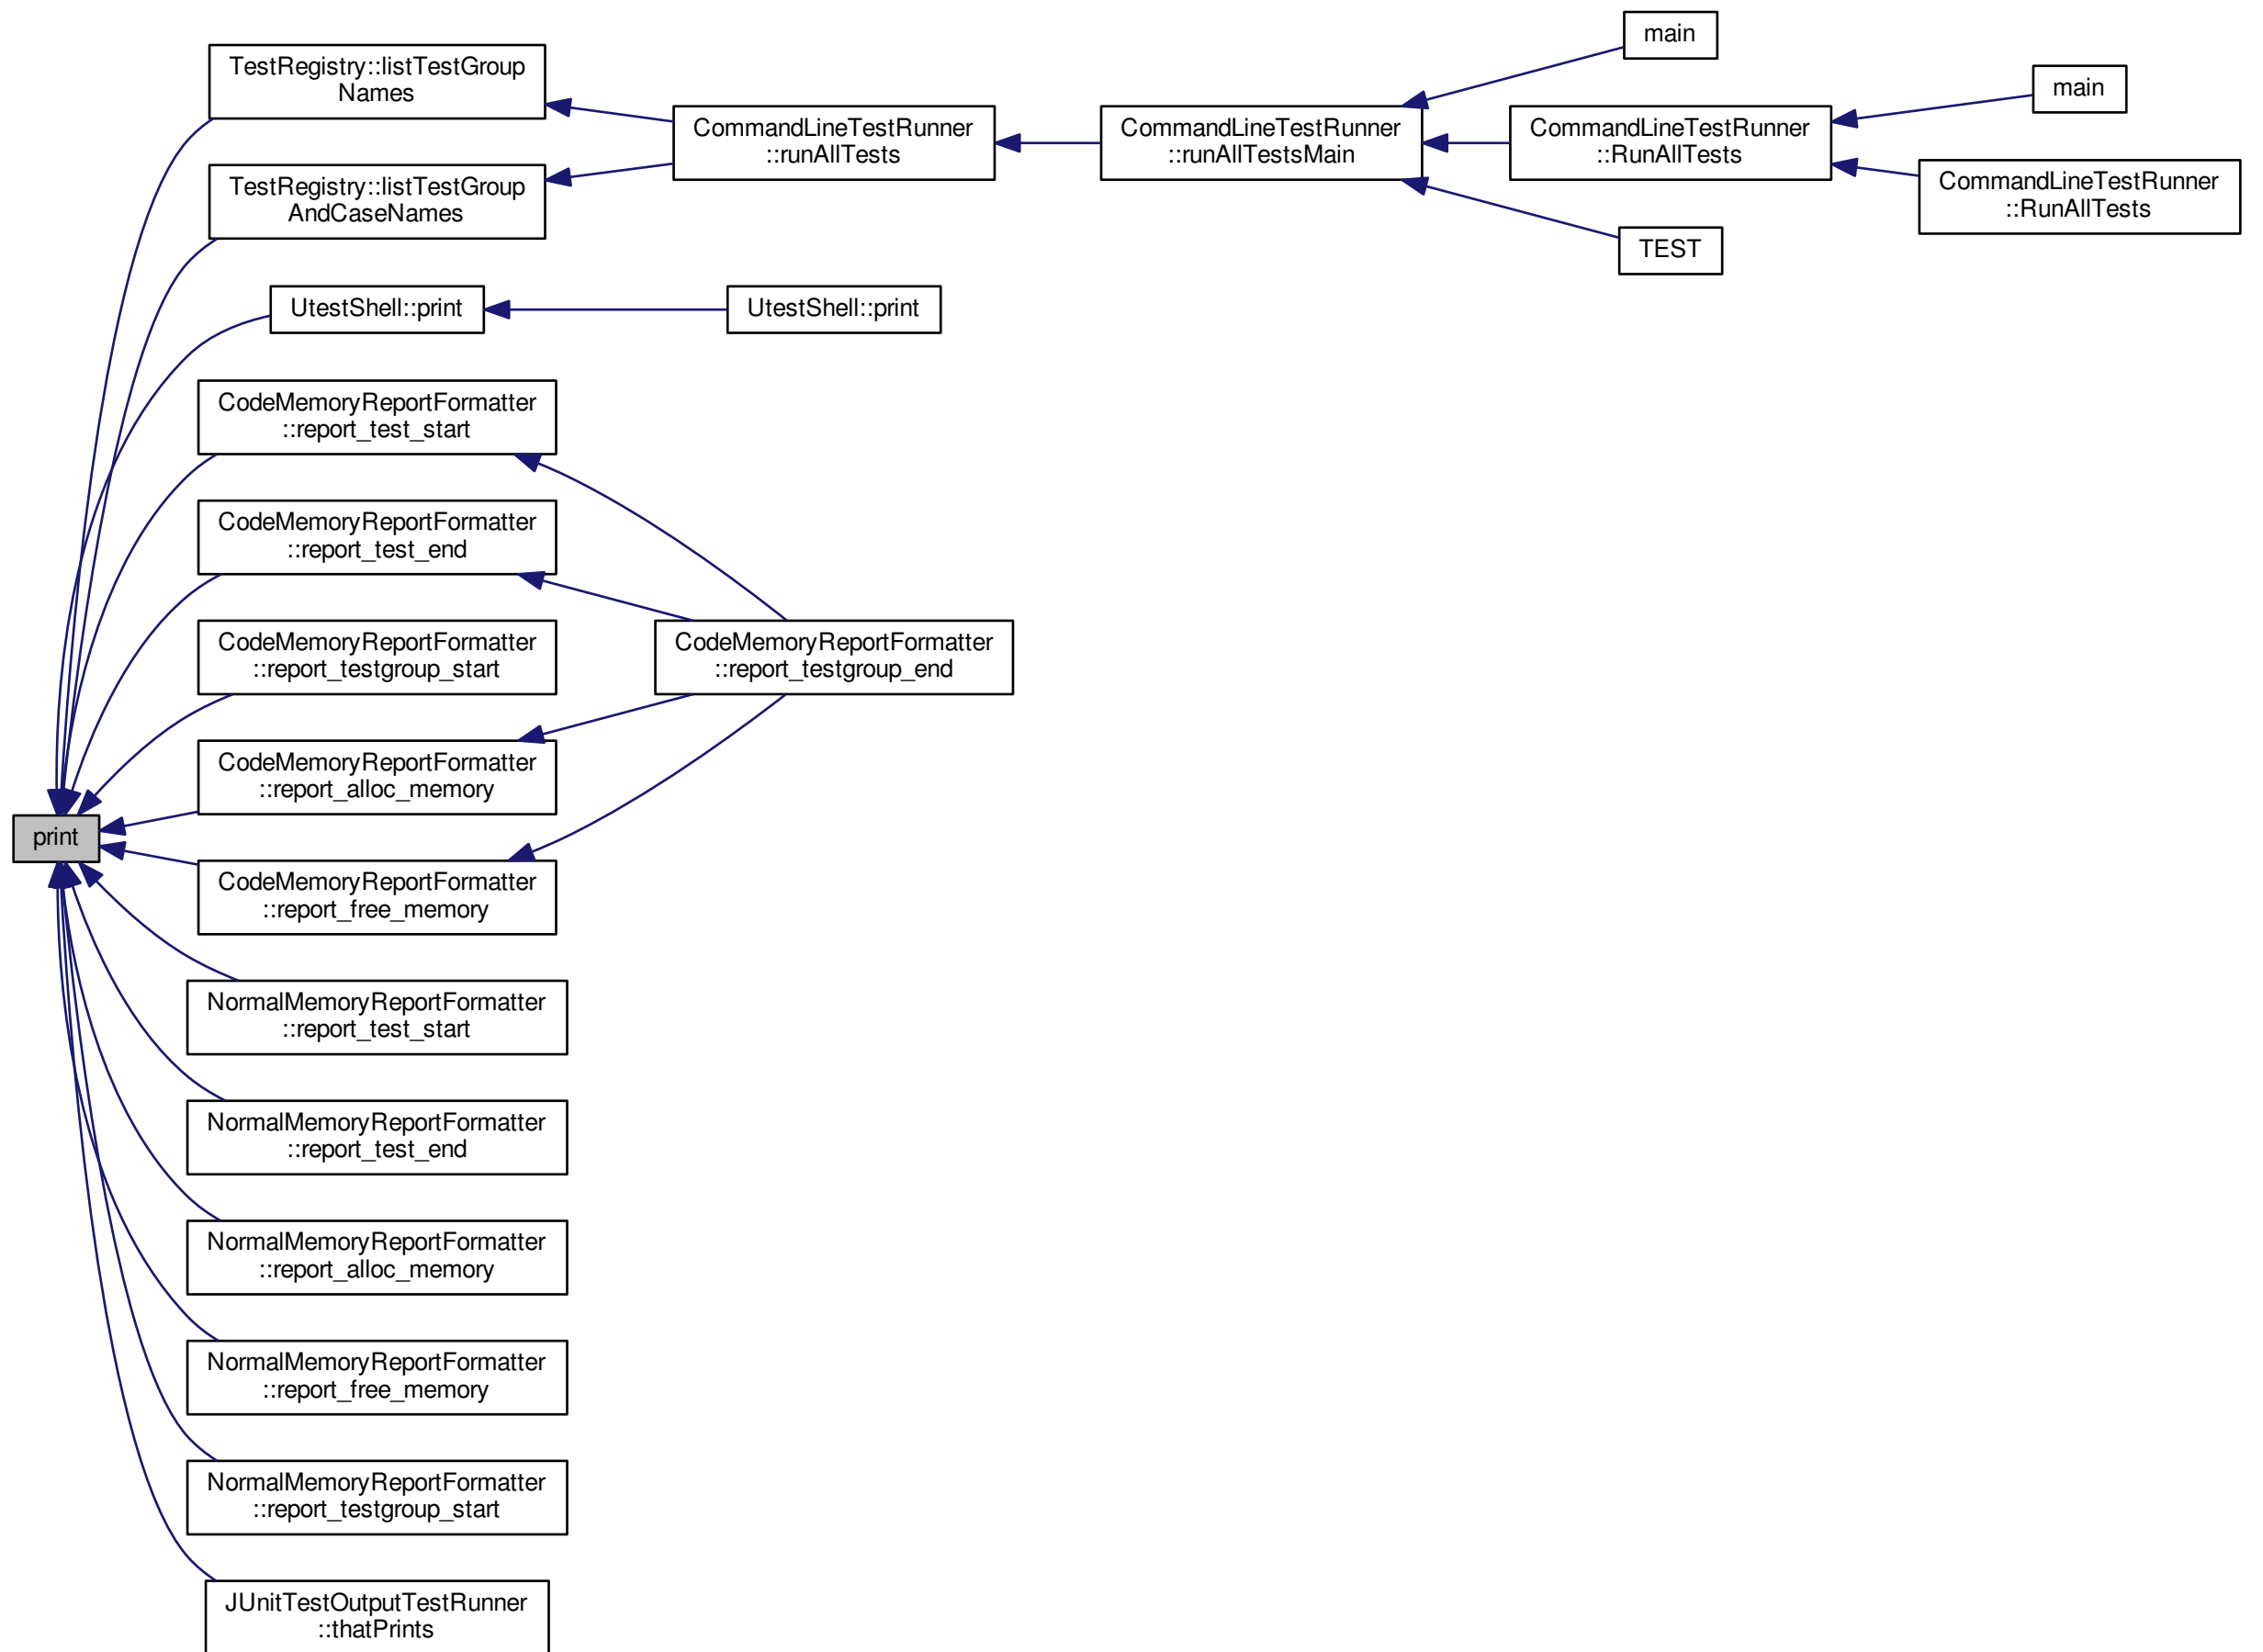 main
TestRegistry::listTestGroup
Names
main
CommandLineTestRunner
::runAllTests
CommandLineTestRunner
::runAllTestsMain
CommandLineTestRunner
::RunAllTests
TestRegistry::listTestGroup
AndCaseNames
CommandLineTestRunner
::RunAllTests
TEST
UtestShell::print
UtestShell::print
CodeMemoryReportFormatter
::report_test_start
CodeMemoryReportFormatter
::report_test_end
CodeMemoryReportFormatter
::report_testgroup_start
CodeMemoryReportFormatter
::report_testgroup_end
CodeMemoryReportFormatter
::report_alloc_memory
print
CodeMemoryReportFormatter
::report_free_memory
NormalMemoryReportFormatter
::report_test_start
NormalMemoryReportFormatter
::report_test_end
NormalMemoryReportFormatter
::report_alloc_memory
NormalMemoryReportFormatter
::report_free_memory
NormalMemoryReportFormatter
::report_testgroup_start
JUnitTestOutputTestRunner
::thatPrints